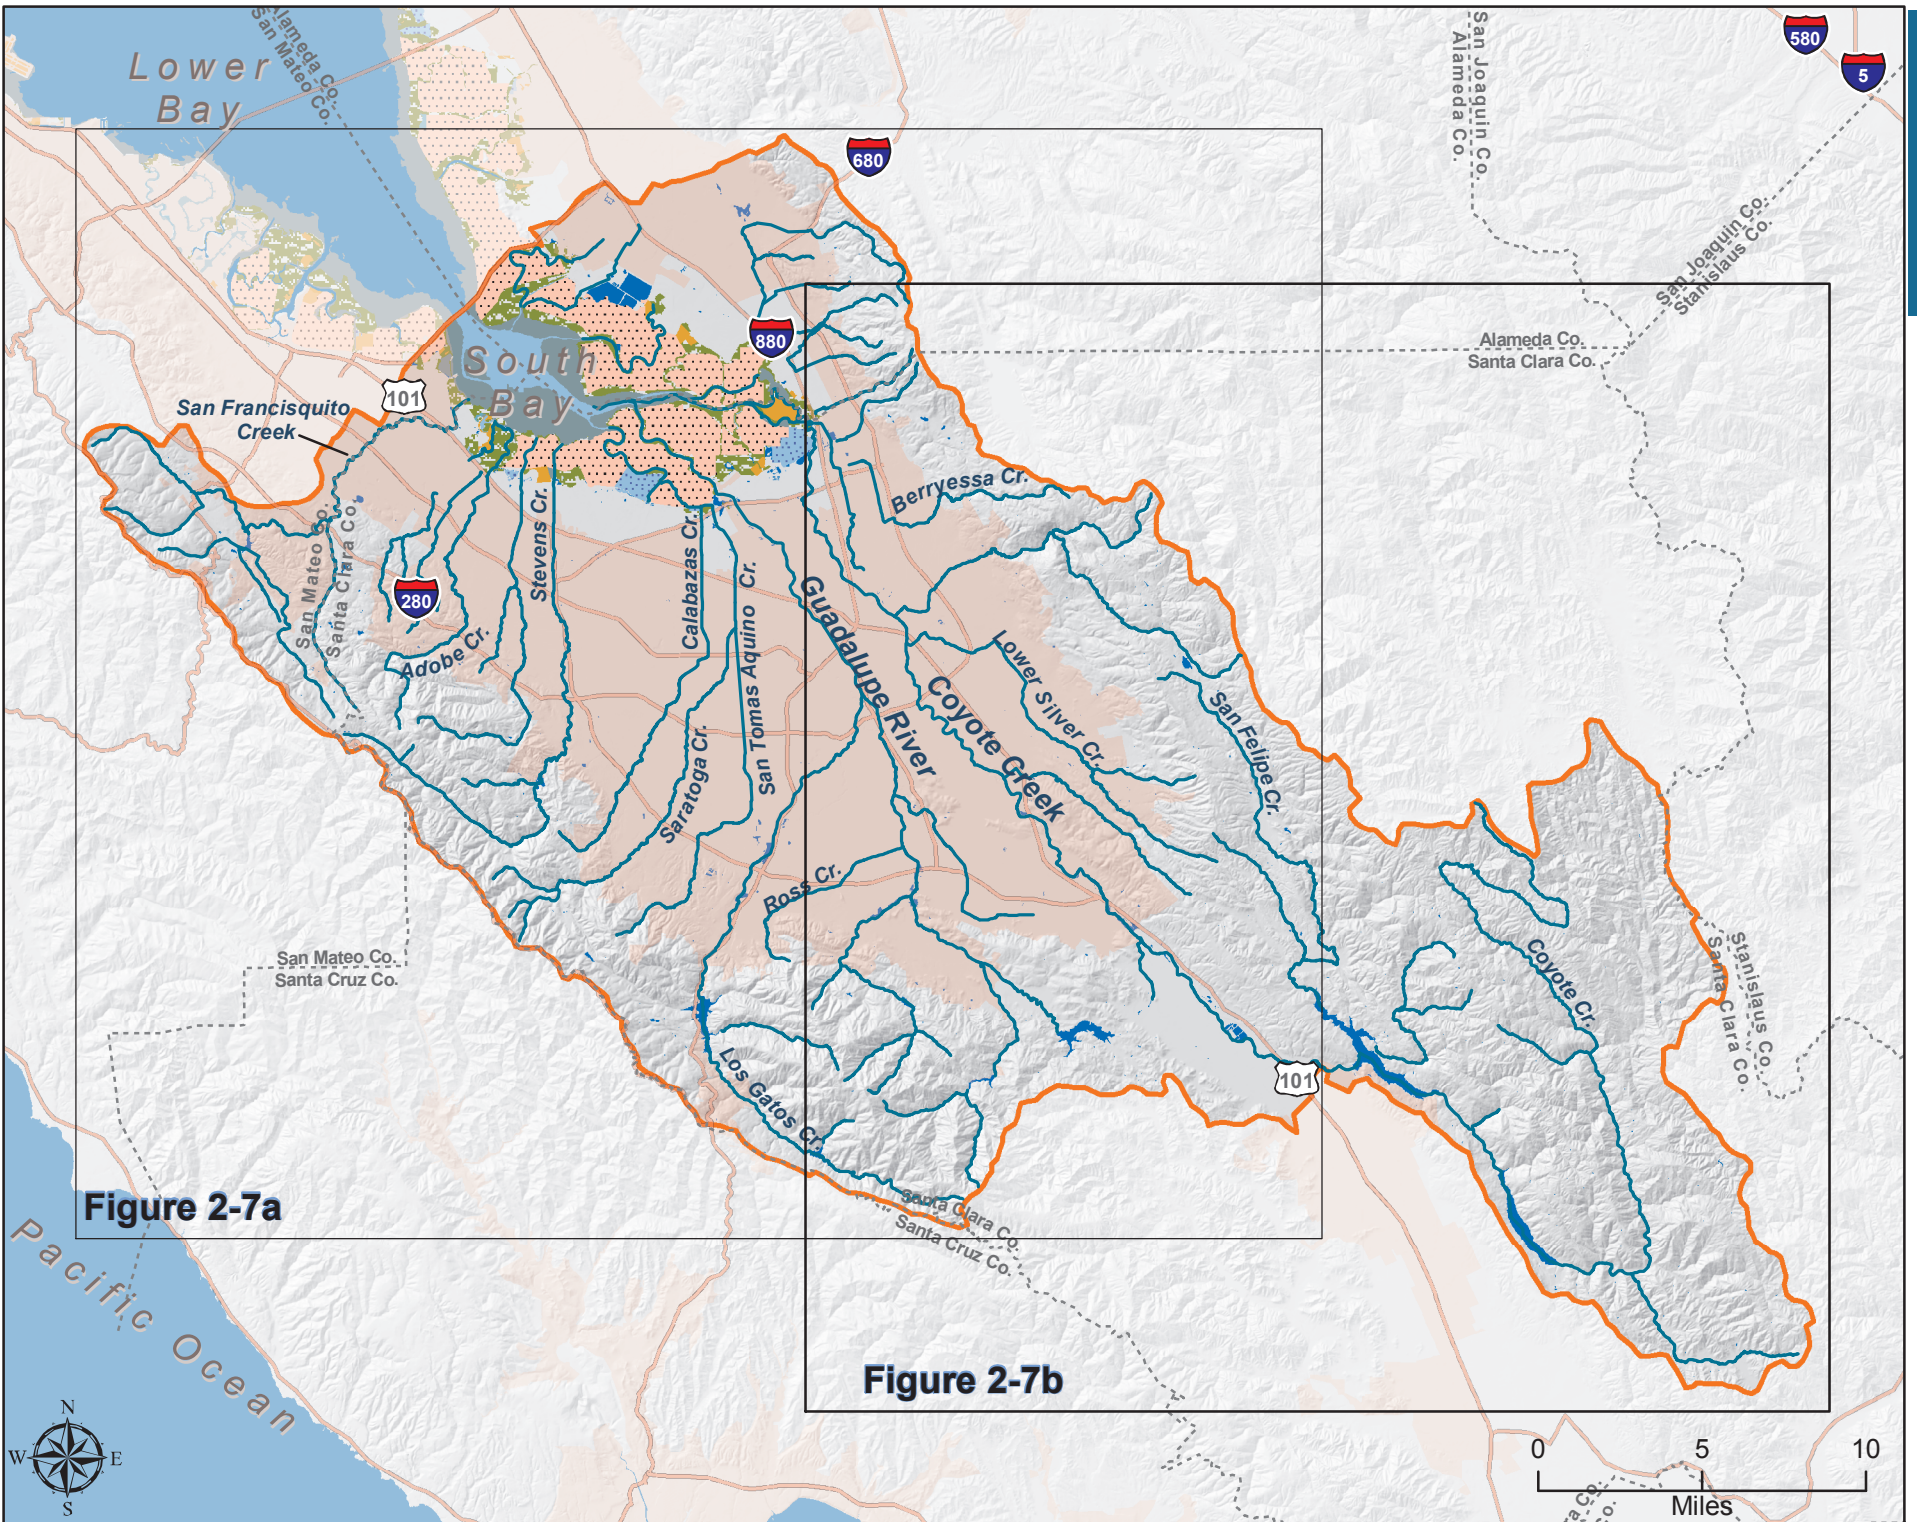 Lower
Bay
Alameda Co.
San Mateo Co.
San Joaquin Co.
Alameda Co.
580
5
680
San Joaquin Co.
Stanislaus Co.
880
Alameda Co.
Santa Clara Co.
South
Bay
101
San Francisquito
Creek
Berryessa Cr.
San Mateo Co.
Santa Clara Co.
280
Stevens Cr.
Calabazas Cr.
San Tomas Aquino Cr.
Guadalupe River
Adobe Cr.
Coyote Creek
Lower Silver Cr.
San Felipe Cr.
Saratoga Cr.
Ross Cr.
San Mateo Co.
Santa Cruz Co.
Coyote Cr.
Stanislaus Co.
Santa Clara Co.
Los Gatos Cr.
101
Santa Clara Co.
Santa Cruz Co.
Figure 2-7a
Pacific Ocean
Figure 2-7b
N
W
E
S
0
5
10
Miles
Co.